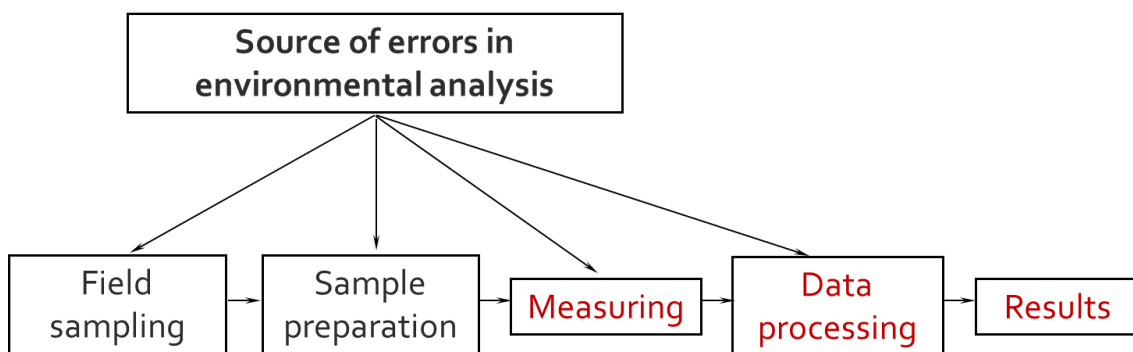 Source of errors in
environmental analysis
Field
sampling
Sample
preparation
Measuring
Data
processing
Results